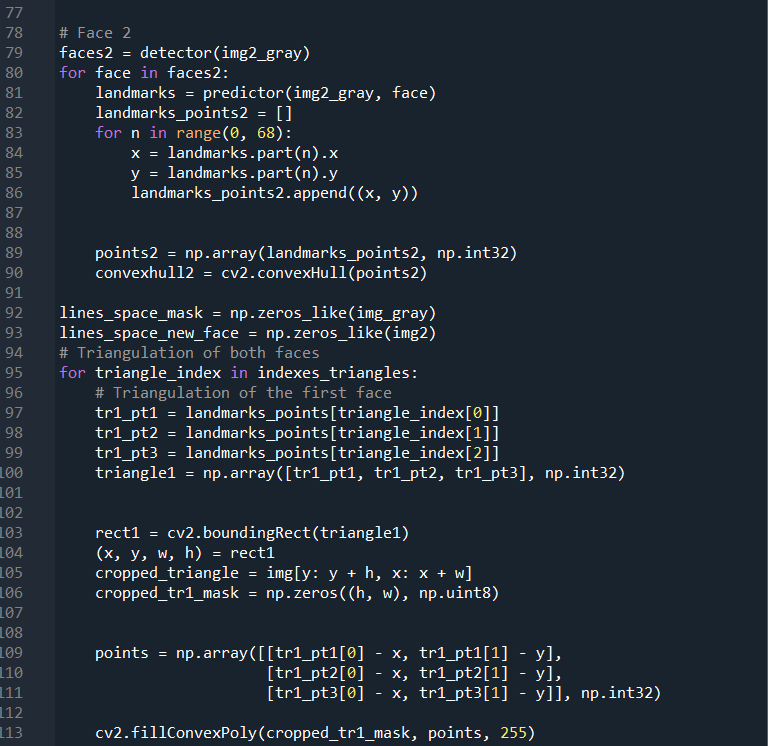 77
78 # Face 2
79 faces2 = detector(img2_gray)
80 for face in faces2:
81     landmarks = predictor(img2_gray, face)
82     landmarks_points2 = []
83     for n in range(0, 68):
84         x = landmarks.part(n).x
85         y = landmarks.part(n).y
86         landmarks_points2.append((x, y))
87
88
89     points2 = np.array(landmarks_points2, np.int32)
90     convexhull2 = cv2.convexHull(points2)
91
92 lines_space_mask = np.zeros_like(img_gray)
93 lines_space_new_face = np.zeros_like(img2)
94 # Triangulation of both faces
95 for triangle_index in indexes_triangles:
96     # Triangulation of the first face
97     tr1_pt1 = landmarks_points[triangle_index[0]]
98     tr1_pt2 = landmarks_points[triangle_index[1]]
99     tr1_pt3 = landmarks_points[triangle_index[2]]
100     triangle1 = np.array([tr1_pt1, tr1_pt2, tr1_pt3], np.int32)
101
102
103     rect1 = cv2.boundingRect(triangle1)
104     (x, y, w, h) = rect1
105     cropped_triangle = img[y: y + h, x: x + w]
106     cropped_tr1_mask = np.zeros((h, w), np.uint8)
107
108
109     points = np.array([[tr1_pt1[0] - x, tr1_pt1[1] - y],
110                        [tr1_pt2[0] - x, tr1_pt2[1] - y],
111                        [tr1_pt3[0] - x, tr1_pt3[1] - y]], np.int32)
112
113     cv2.fillConvexPoly(cropped_tr1_mask, points, 255)